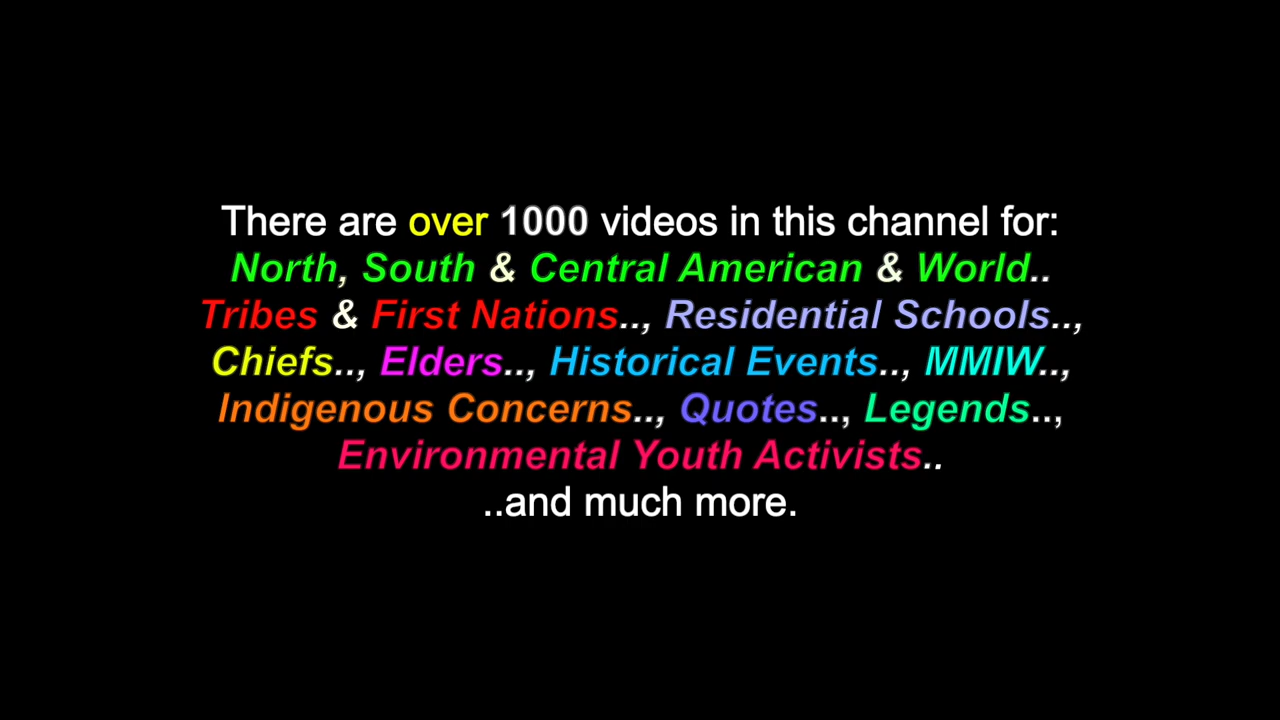 There are over 1000 videos in this channel for:
North, South & Central American & World..
Tribes & First Nations.., Residential Schools..,
Chiefs.., Elders.., Historical Events.., MMIW..,
Indigenous Concerns.., Quotes.., Legends..,
Environmental Youth Activists..
..and much more.